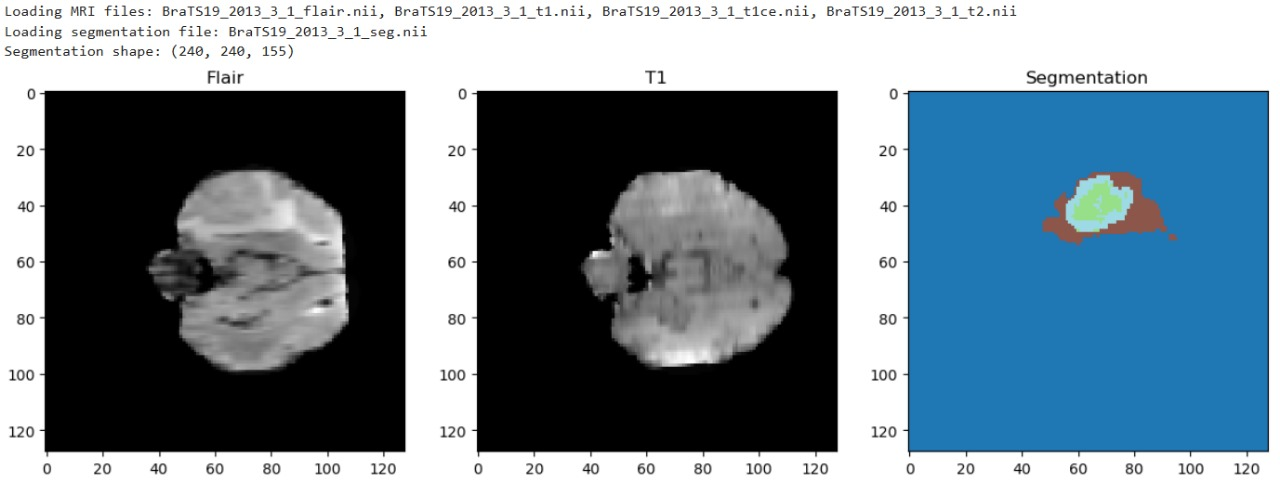 Loading MRI files: BraTS19_2013_3_1_flair.nii, BraTS19_2013_3_1_t1.nii, BraTS19_2013_3_1_t1ce.nii, BraTS19_2013_3_1_t2.nii
Loading segmentation file: BraTS19_2013_3_1_seg.nii
Segmentation shape: (240, 240, 155)
Flair
0
20
40
60
80
100
120
0 20 40 60 80 100 120
T1
0
20
40
60
80
100
120
0 20 40 60 80 100 120
Segmentation
0
20
40
60
80
100
120
0 20 40 60 80 100 120